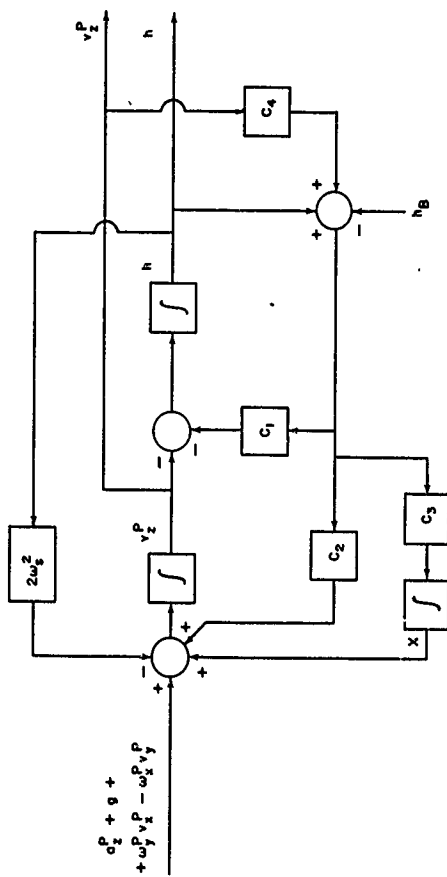 v_z^P
h
C_4
+
+
−
h_B
h
∫
−
−
C_1
2ω_s^2
v_z^P
∫
C_2
C_3
∫
X
−
+
+
+
a_z^P + g +
+ ω_y^P v_x^P − ω_x^P v_y^P